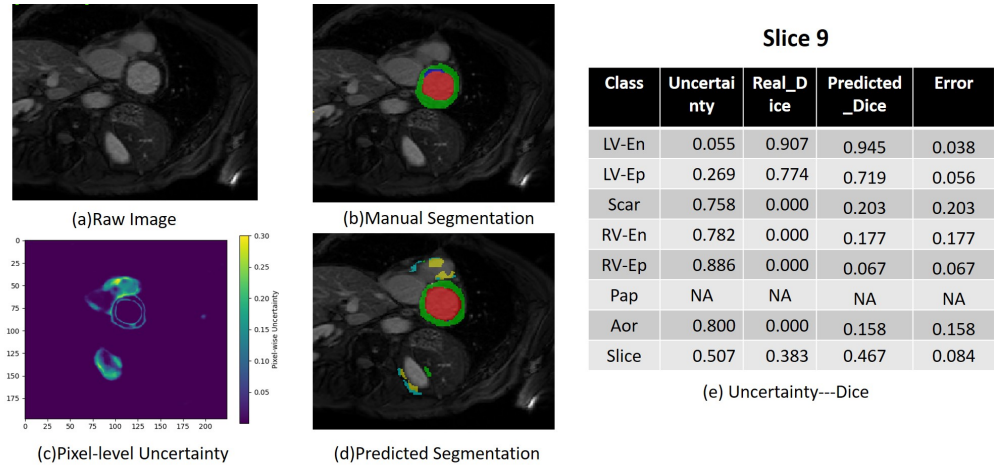 (a)Raw Image
(b)Manual Segmentation
0
25
50
75
100
125
150
175
0 25 50 75 100 125 150 175 200
0.30
0.25
0.20
0.15
0.10
0.05
Pixel-wise Uncertainty
(c)Pixel-level Uncertainty
(d)Predicted Segmentation
Slice 9
Class Uncertai Real_D Predicted Error
nty ice _Dice
LV-En 0.055 0.907 0.945 0.038
LV-Ep 0.269 0.774 0.719 0.056
Scar 0.758 0.000 0.203 0.203
RV-En 0.782 0.000 0.177 0.177
RV-Ep 0.886 0.000 0.067 0.067
Pap NA NA NA NA
Aor 0.800 0.000 0.158 0.158
Slice 0.507 0.383 0.467 0.084
(e) Uncertainty---Dice